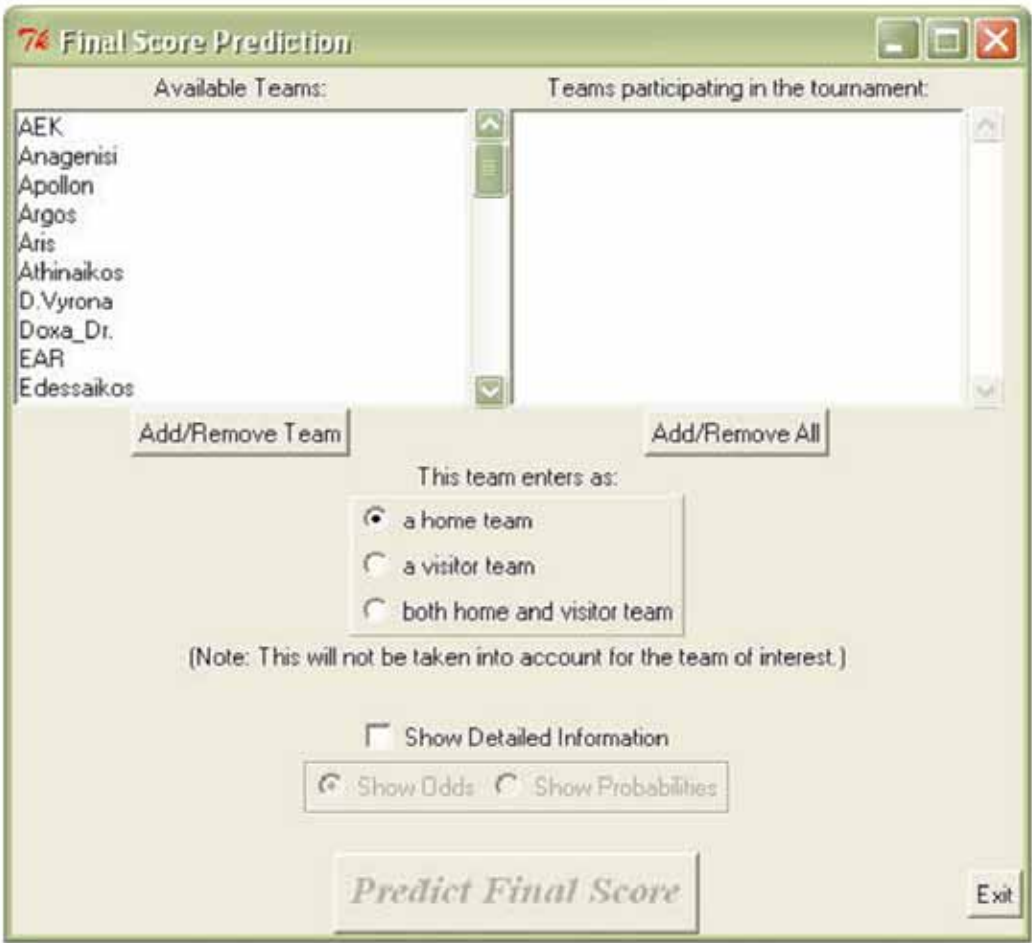 Final Score Prediction
Available Teams:
Teams participating in the tournament:
AEK
Anagenisi
Apollon
Argos
Aris
Athinaikos
D.Vyrona
Doxa_Dr.
EAR
Edessaikos
Add/Remove Team
Add/Remove All
This team enters as:
a home team
a visitor team
both home and visitor team
(Note: This will not be taken into account for the team of interest.)
Show Detailed Information
Show Odds Show Probabilities
Predict Final Score
Exit